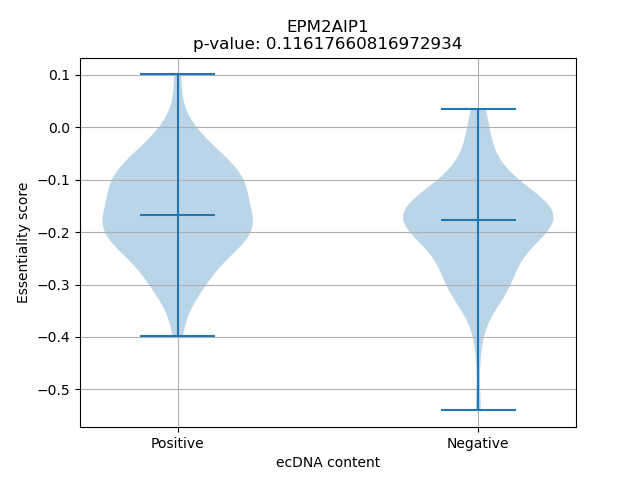 EPM2AIP1
p-value: 0.11617660816972934
0.1
0.0
−0.1
−0.2
−0.3
−0.4
−0.5
Essentiality score
Positive
Negative
ecDNA content